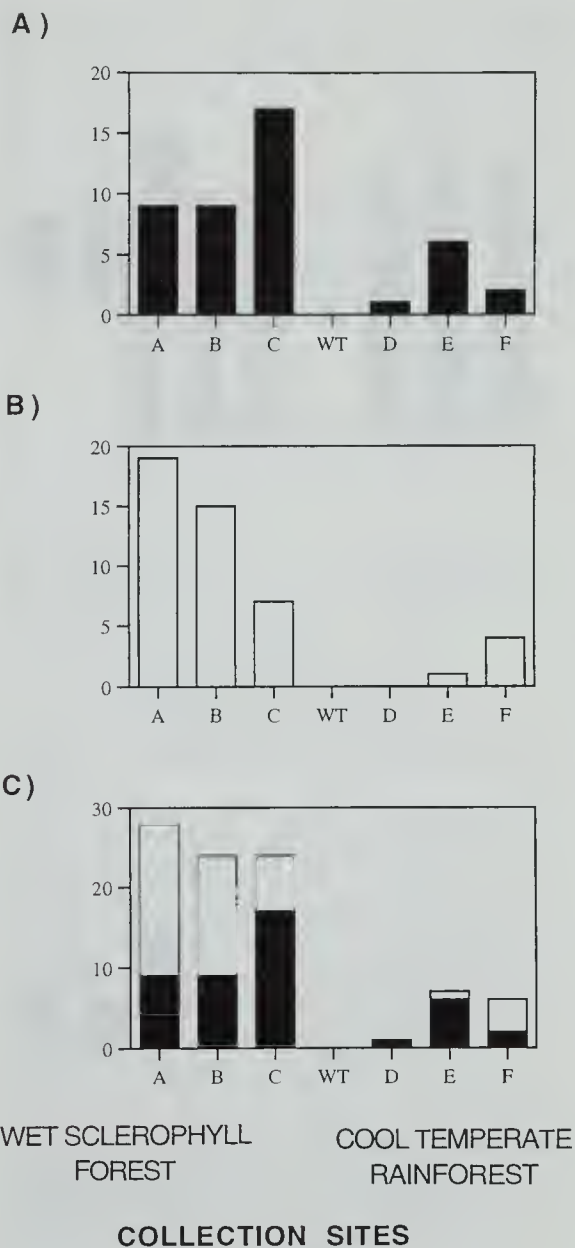 A )
20
15
10
5
0
A B C WT D E F
B )
20
15
10
5
0
A B C WT D E F
C )
30
20
10
0
A B C WT D E F
WET SCLEROPHYLL COOL TEMPERATE
FOREST RAINFOREST
COLLECTION SITES